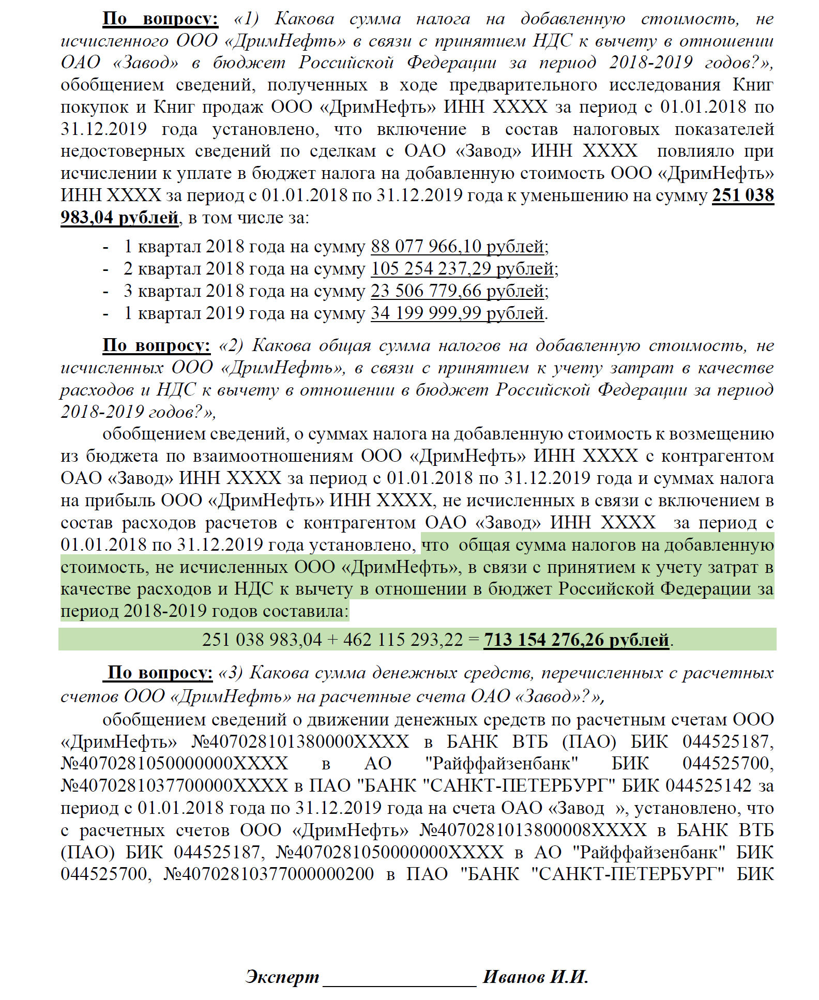 По вопросу: «1) Какова сумма налога на добавленную стоимость, не
исчисленного ООО «ДримНефть» в связи с принятием НДС к вычету в отношении
ОАО «Завод» в бюджет Российской Федерации за период 2018-2019 годов?»,
обобщением сведений, полученных в ходе предварительного исследования Книг
покупок и Книг продаж ООО «ДримНефть» ИНН XXXX за период с 01.01.2018 по
31.12.2019 года установлено, что включение в состав налоговых показателей
недостоверных сведений по сделкам с ОАО «Завод» ИНН XXXX повлияло при
исчислении к уплате в бюджет налога на добавленную стоимость ООО «ДримНефть»
ИНН XXXX за период с 01.01.2018 по 31.12.2019 года к уменьшению на сумму 251 038
983,04 рублей, в том числе за:
- 1 квартал 2018 года на сумму 88 077 966,10 рублей;
- 2 квартал 2018 года на сумму 105 254 237,29 рублей;
- 3 квартал 2018 года на сумму 23 506 779,66 рублей;
- 1 квартал 2019 года на сумму 34 199 999,99 рублей.
По вопросу: «2) Какова общая сумма налогов на добавленную стоимость, не
исчисленных ООО «ДримНефть», в связи с принятием к учету затрат в качестве
расходов и НДС к вычету в отношении в бюджет Российской Федерации за период
2018-2019 годов?»,
обобщением сведений, о суммах налога на добавленную стоимость к возмещению
из бюджета по взаимоотношениям ООО «ДримНефть» ИНН XXXX с контрагентом
ОАО «Завод» ИНН XXXX за период с 01.01.2018 по 31.12.2019 года и суммах налога
на прибыль ООО «ДримНефть» ИНН XXXX, не исчисленных в связи с включением в
состав расходов расчетов с контрагентом ОАО «Завод» ИНН XXXX за период с
01.01.2018 по 31.12.2019 года установлено, что общая сумма налогов на добавленную
стоимость, не исчисленных ООО «ДримНефть», в связи с принятием к учету затрат в
качестве расходов и НДС к вычету в отношении в бюджет Российской Федерации за
период 2018-2019 годов составила:
251 038 983,04 + 462 115 293,22 = 713 154 276,26 рублей.
По вопросу: «3) Какова сумма денежных средств, перечисленных с расчетных
счетов ООО «ДримНефть» на расчетные счета ОАО «Завод»?»,
обобщением сведений о движении денежных средств по расчетным счетам ООО
«ДримНефть» №407028101380000XXXX в БАНК ВТБ (ПАО) БИК 044525187,
№4070281050000000XXXX в АО "Райффайзенбанк" БИК 044525700,
№4070281037700000XXXX в ПАО "БАНК "САНКТ-ПЕТЕРБУРГ" БИК 044525142 за
период с 01.01.2018 года по 31.12.2019 года на счета ОАО «Завод », установлено, что
с расчетных счетов ООО «ДримНефть» №4070281013800008XXXX в БАНК ВТБ
(ПАО) БИК 044525187, №4070281050000000XXXX в АО "Райффайзенбанк" БИК
044525700, №40702810377000000200 в ПАО "БАНК "САНКТ-ПЕТЕРБУРГ" БИК
Эксперт ________________ Иванов И.И.